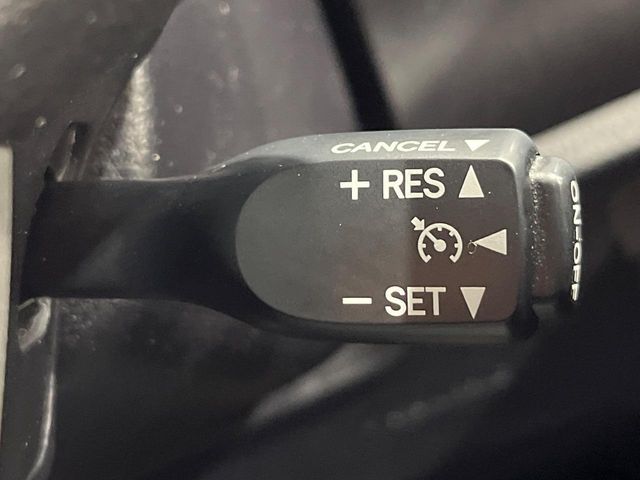 CANCEL ▼
+ RES ▲
◀
− SET ▼
ON-OFF